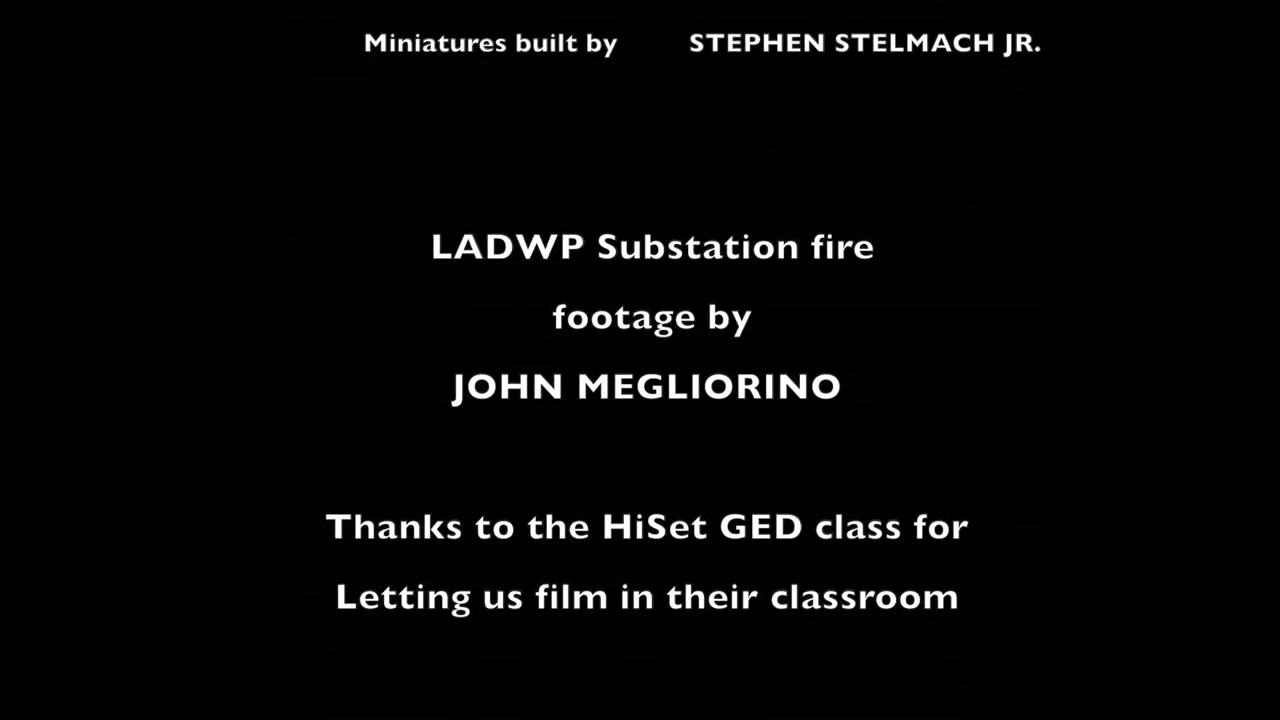 Miniatures built by STEPHEN STELMACH JR.
LADWP Substation fire
footage by
JOHN MEGLIORINO
Thanks to the HiSet GED class for
Letting us film in their classroom